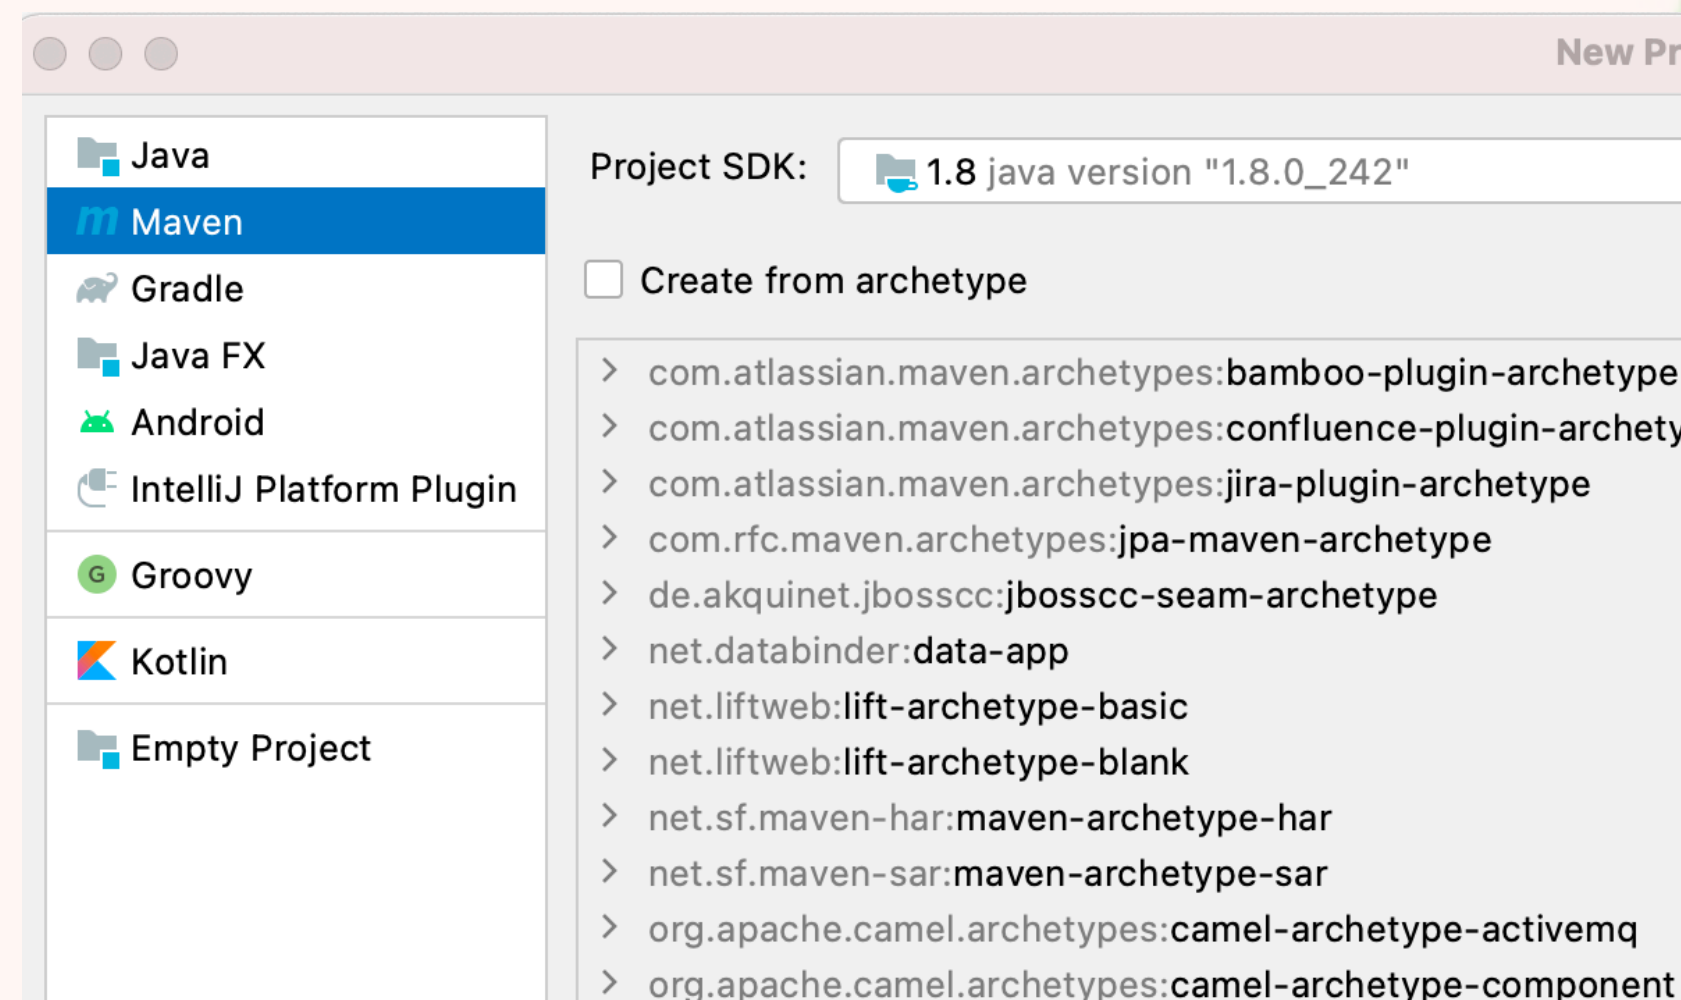 New Pr
Java
Maven
Gradle
Java FX
Android
IntelliJ Platform Plugin
G Groovy
Kotlin
Empty Project
Project SDK: 1.8 java version "1.8.0_242"
Create from archetype
com.atlassian.maven.archetypes:bamboo-plugin-archetype
com.atlassian.maven.archetypes:confluence-plugin-archety
com.atlassian.maven.archetypes:jira-plugin-archetype
com.rfc.maven.archetypes:jpa-maven-archetype
de.akquinet.jbosscc:jbosscc-seam-archetype
net.databinder:data-app
net.liftweb:lift-archetype-basic
net.liftweb:lift-archetype-blank
net.sf.maven-har:maven-archetype-har
net.sf.maven-sar:maven-archetype-sar
org.apache.camel.archetypes:camel-archetype-activemq
org.apache.camel.archetypes:camel-archetype-component